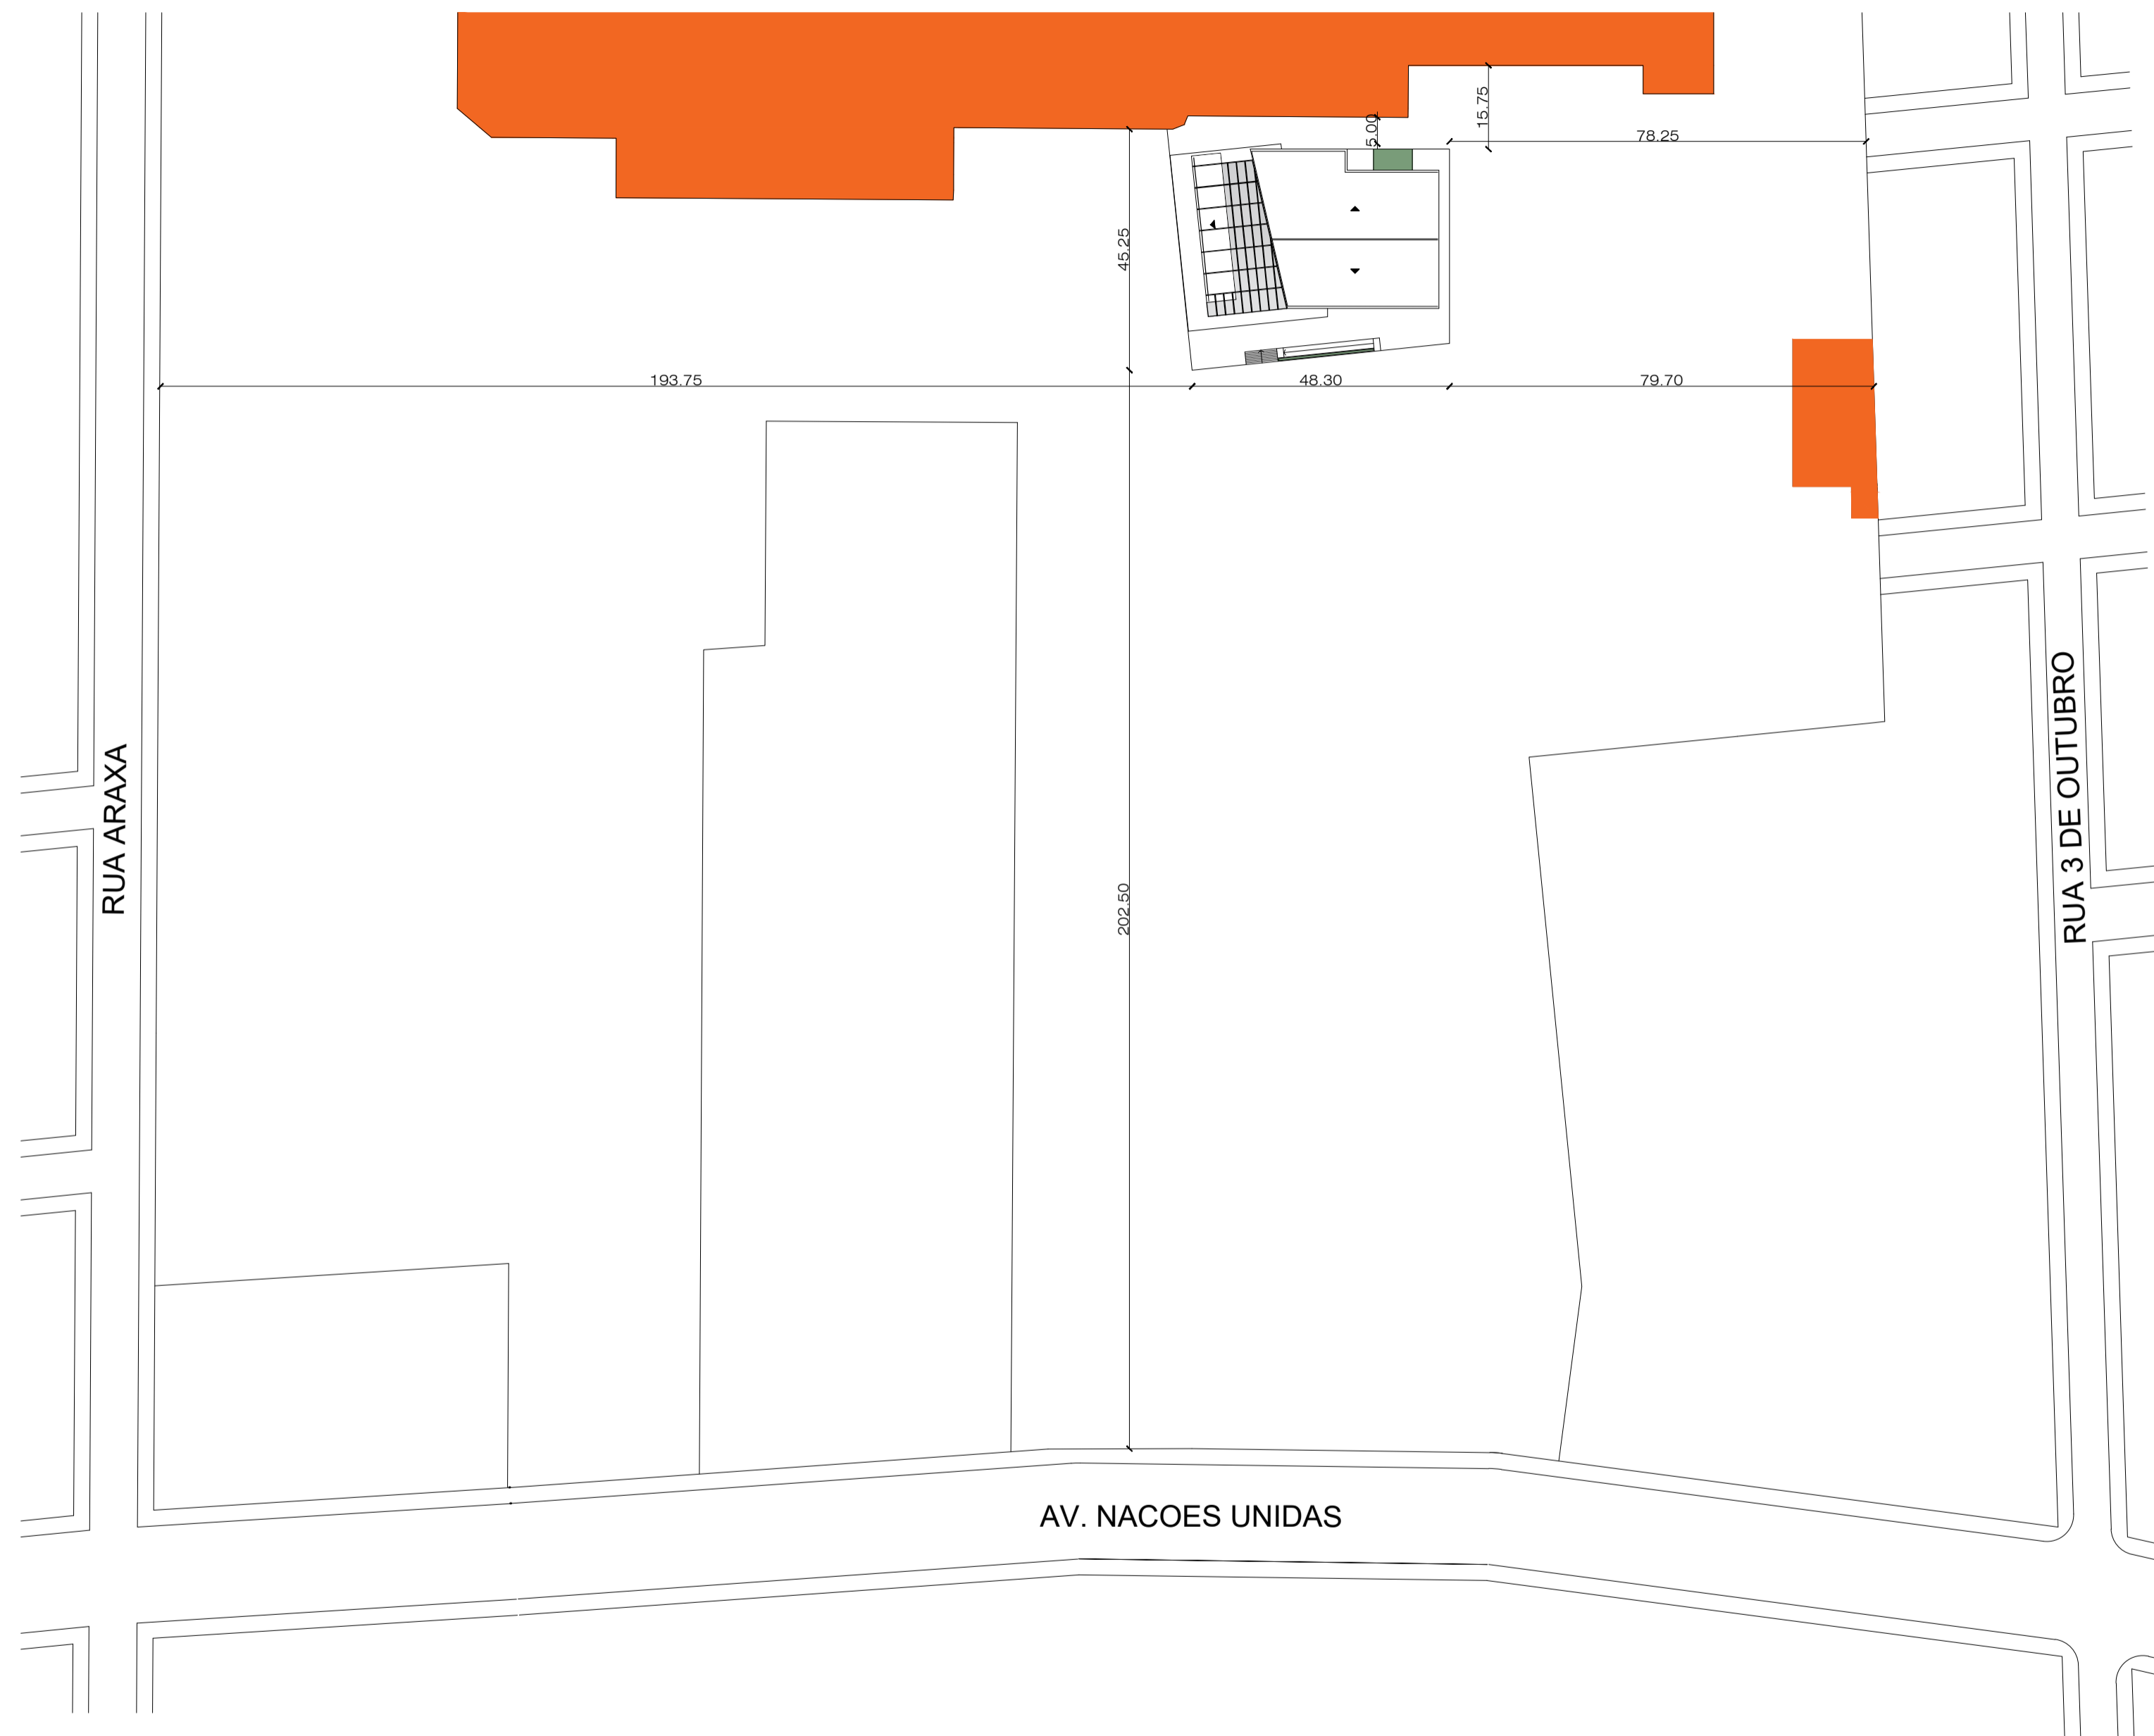 5.00
15.75
78.25
45.25
193.75
48.30
79.70
RUA ARAXA
RUA 3 DE OUTUBRO
202.50
AV. NACOES UNIDAS